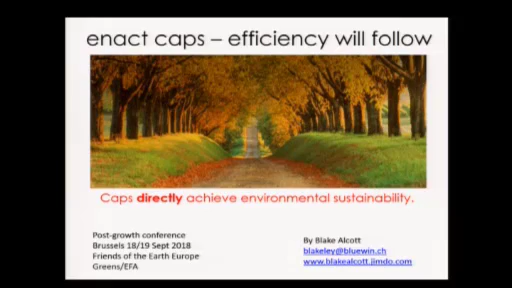 enact caps – efficiency will follow
Caps directly achieve environmental sustainability.
Post-growth conference
Brussels 18/19 Sept 2018
Friends of the Earth Europe
Greens/EFA
By Blake Alcott
blakeley@bluewin.ch
www.blakealcott.jimdo.com